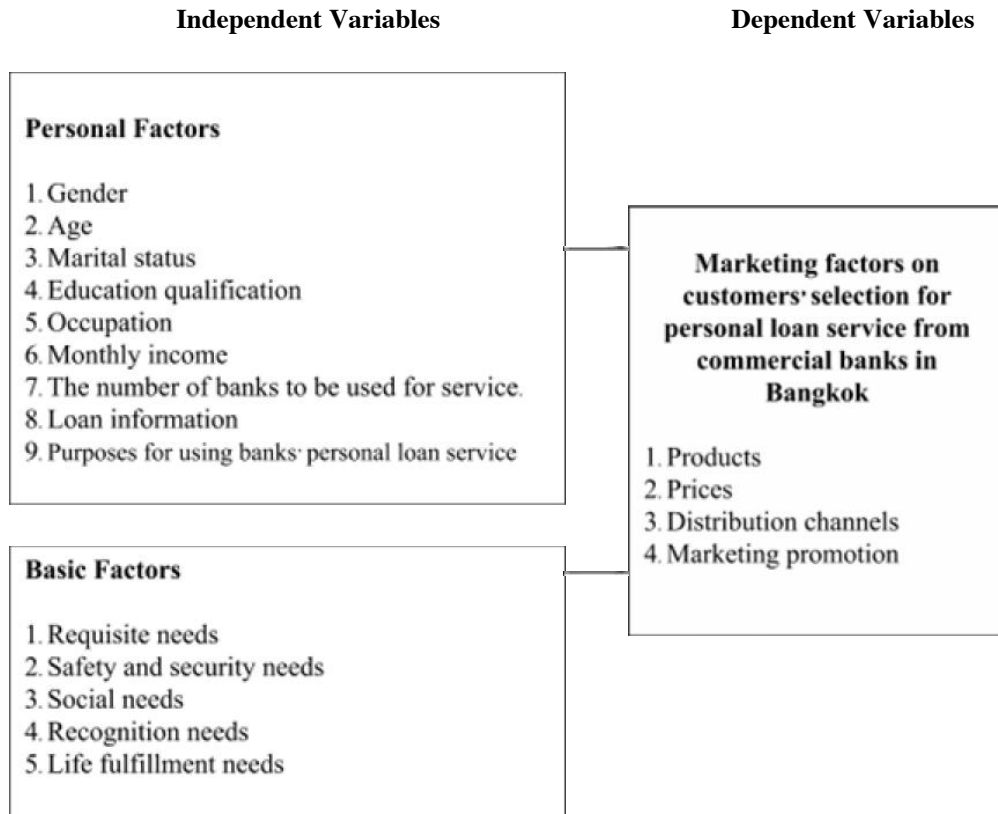 Independent Variables
Dependent Variables
Personal Factors
1. Gender
2. Age
3. Marital status
4. Education qualification
5. Occupation
6. Monthly income
7. The number of banks to be used for service.
8. Loan information
9. Purposes for using banks' personal loan service
Basic Factors
1. Requisite needs
2. Safety and security needs
3. Social needs
4. Recognition needs
5. Life fulfillment needs
Marketing factors on
customers' selection for
personal loan service from
commercial banks in
Bangkok
1. Products
2. Prices
3. Distribution channels
4. Marketing promotion